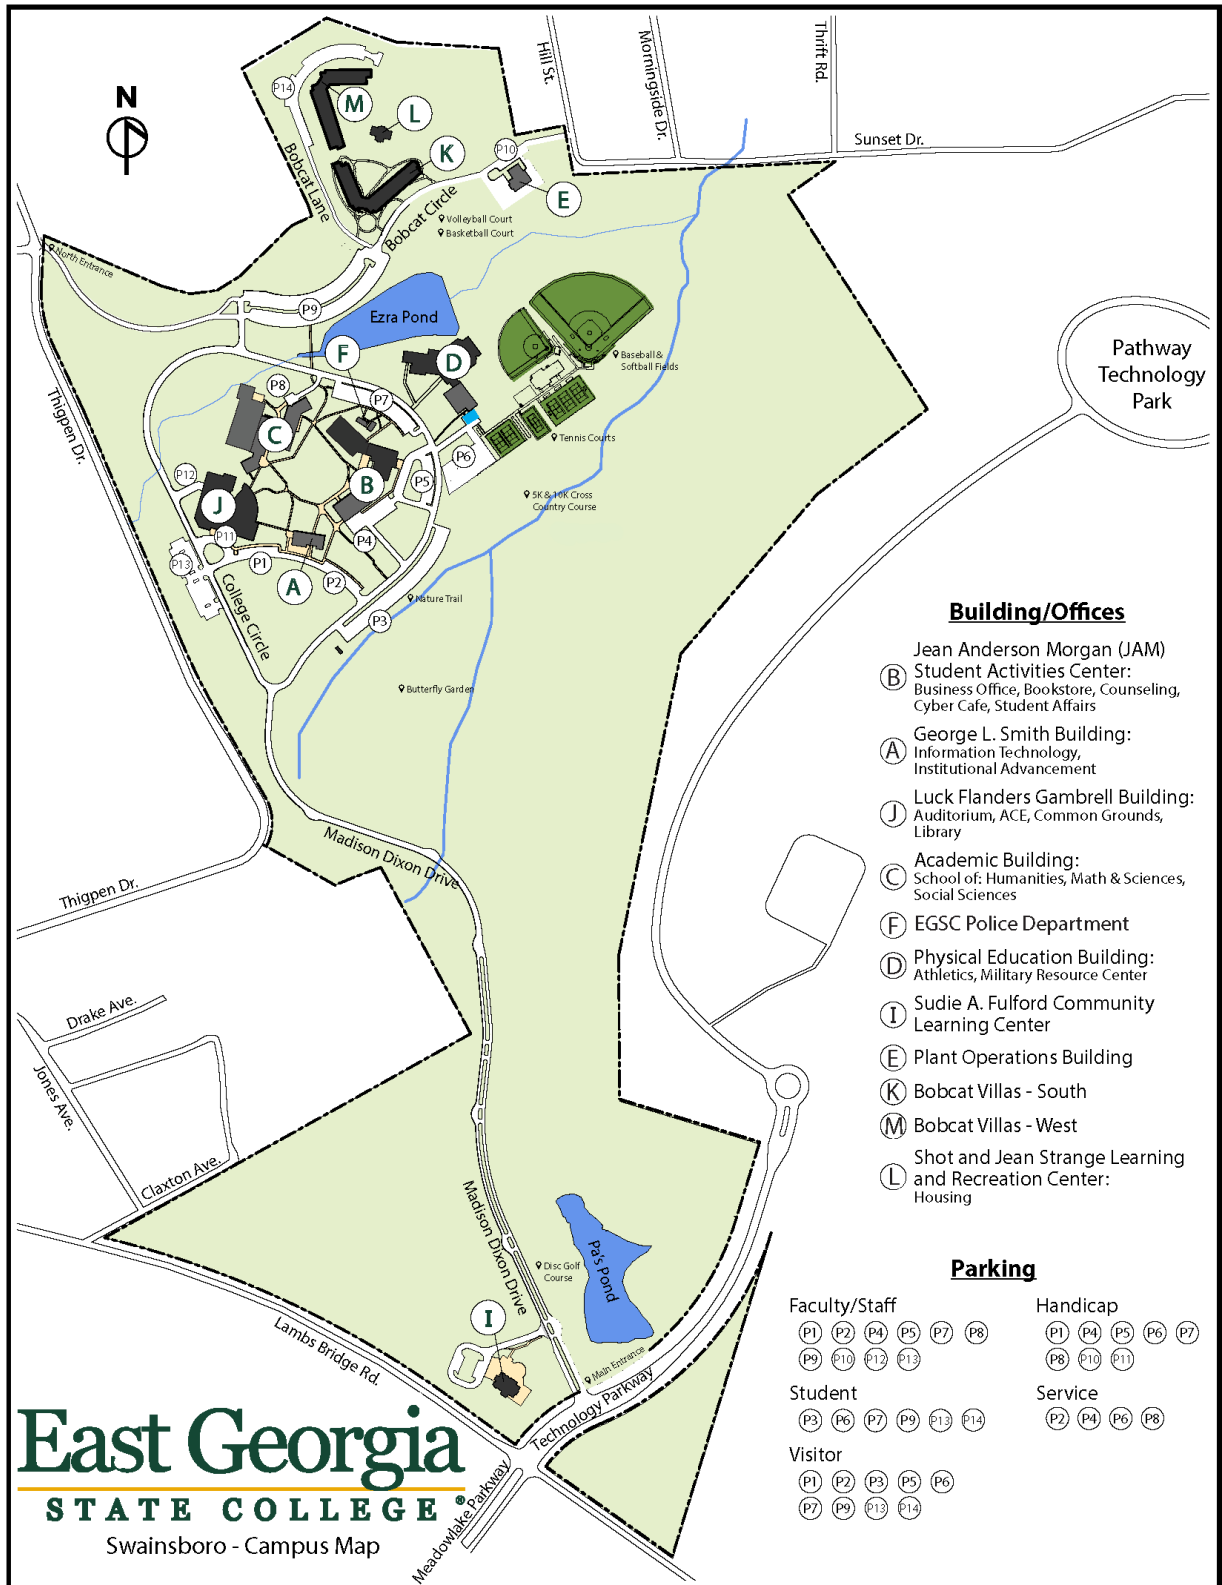 N
Hill St.
Morningside Dr.
Thrift Rd.
Sunset Dr.
P14
M
L
K
P10
E
Bobcat Lane
Bobcat Circle
Volleyball Court
Basketball Court
North Entrance
P9
Ezra Pond
F
D
Baseball &
Softball Fields
Pathway
Technology
Park
P8
P7
C
Tennis Courts
P6
Thigpen Dr.
P12
B
P5
J
5K & 10K Cross
Country Course
P11
P4
P13
P1
A
P2
College Circle
Nature Trail
P3
Butterfly Garden
Madison Dixon Drive
Thigpen Dr.
Drake Ave.
Jones Ave.
Claxton Ave.
Madison Dixon Drive
Disc Golf
Course
Pa's Pond
I
Lambs Bridge Rd.
Main Entrance
Technology Parkway
Meadowlake Parkway
Building/Offices
B
Jean Anderson Morgan (JAM)
Student Activities Center:
Business Office, Bookstore, Counseling,
Cyber Cafe, Student Affairs
A
George L. Smith Building:
Information Technology,
Institutional Advancement
J
Luck Flanders Gambrell Building:
Auditorium, ACE, Common Grounds,
Library
C
Academic Building:
School of: Humanities, Math & Sciences,
Social Sciences
F EGSC Police Department
D
Physical Education Building:
Athletics, Military Resource Center
I
Sudie A. Fulford Community
Learning Center
E Plant Operations Building
K Bobcat Villas - South
M Bobcat Villas - West
L
Shot and Jean Strange Learning
and Recreation Center:
Housing
Parking
Faculty/Staff
P1 P2 P4 P5 P7 P8
P9 P10 P12 P13
Handicap
P1 P4 P5 P6 P7
P8 P10 P11
Student
P3 P6 P7 P9 P13 P14
Service
P2 P4 P6 P8
Visitor
P1 P2 P3 P5 P6
P7 P9 P13 P14
East Georgia
STATE COLLEGE ®
Swainsboro - Campus Map